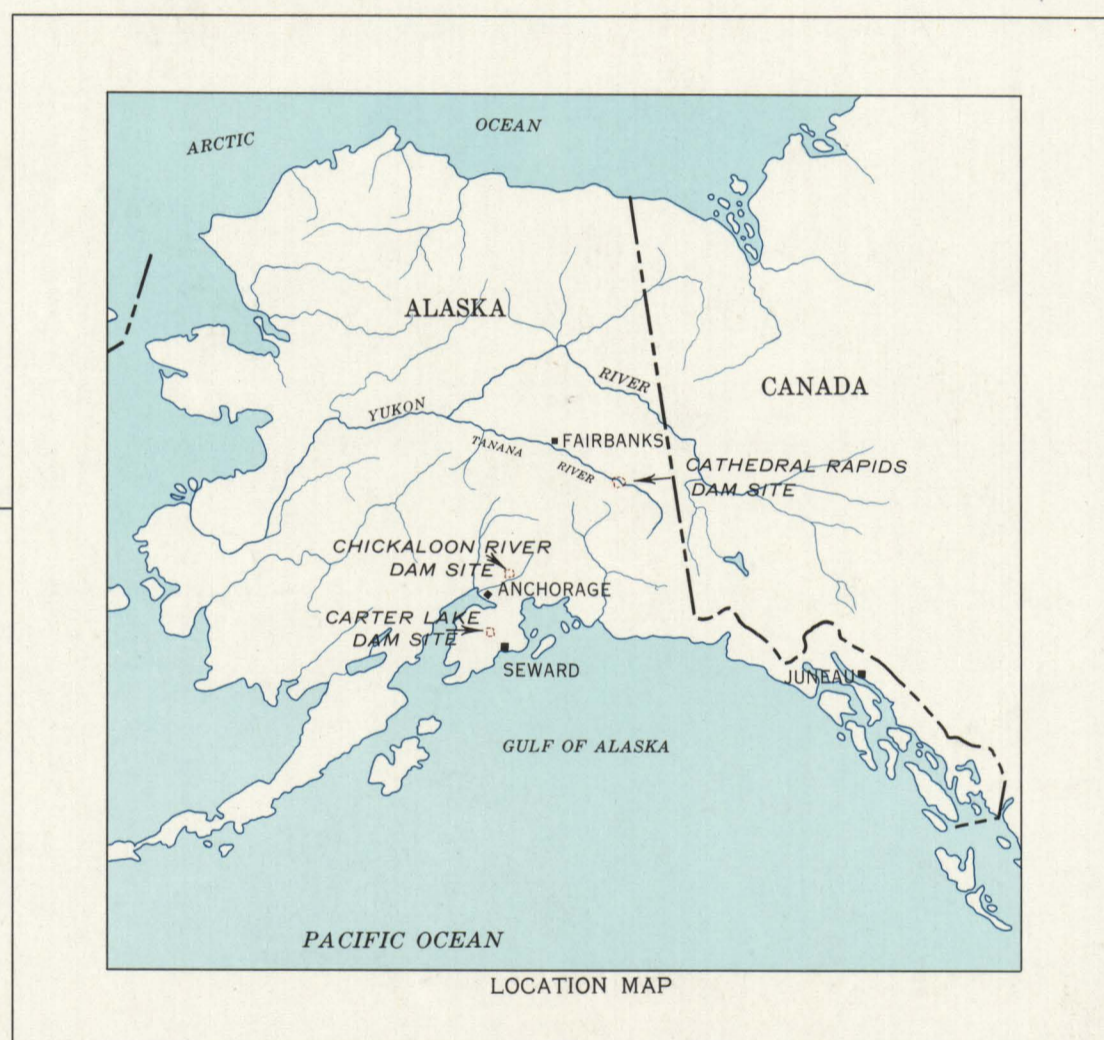 ARCTIC
OCEAN
ALASKA
CANADA
RIVER
YUKON
FAIRBANKS
TANANA
RIVER
CATHEDRAL RAPIDS
DAM SITE
CHICKALOON RIVER
DAM SITE
ANCHORAGE
CARTER LAKE
DAM SITE
SEWARD
JUNEAU
GULF OF ALASKA
PACIFIC OCEAN
LOCATION MAP